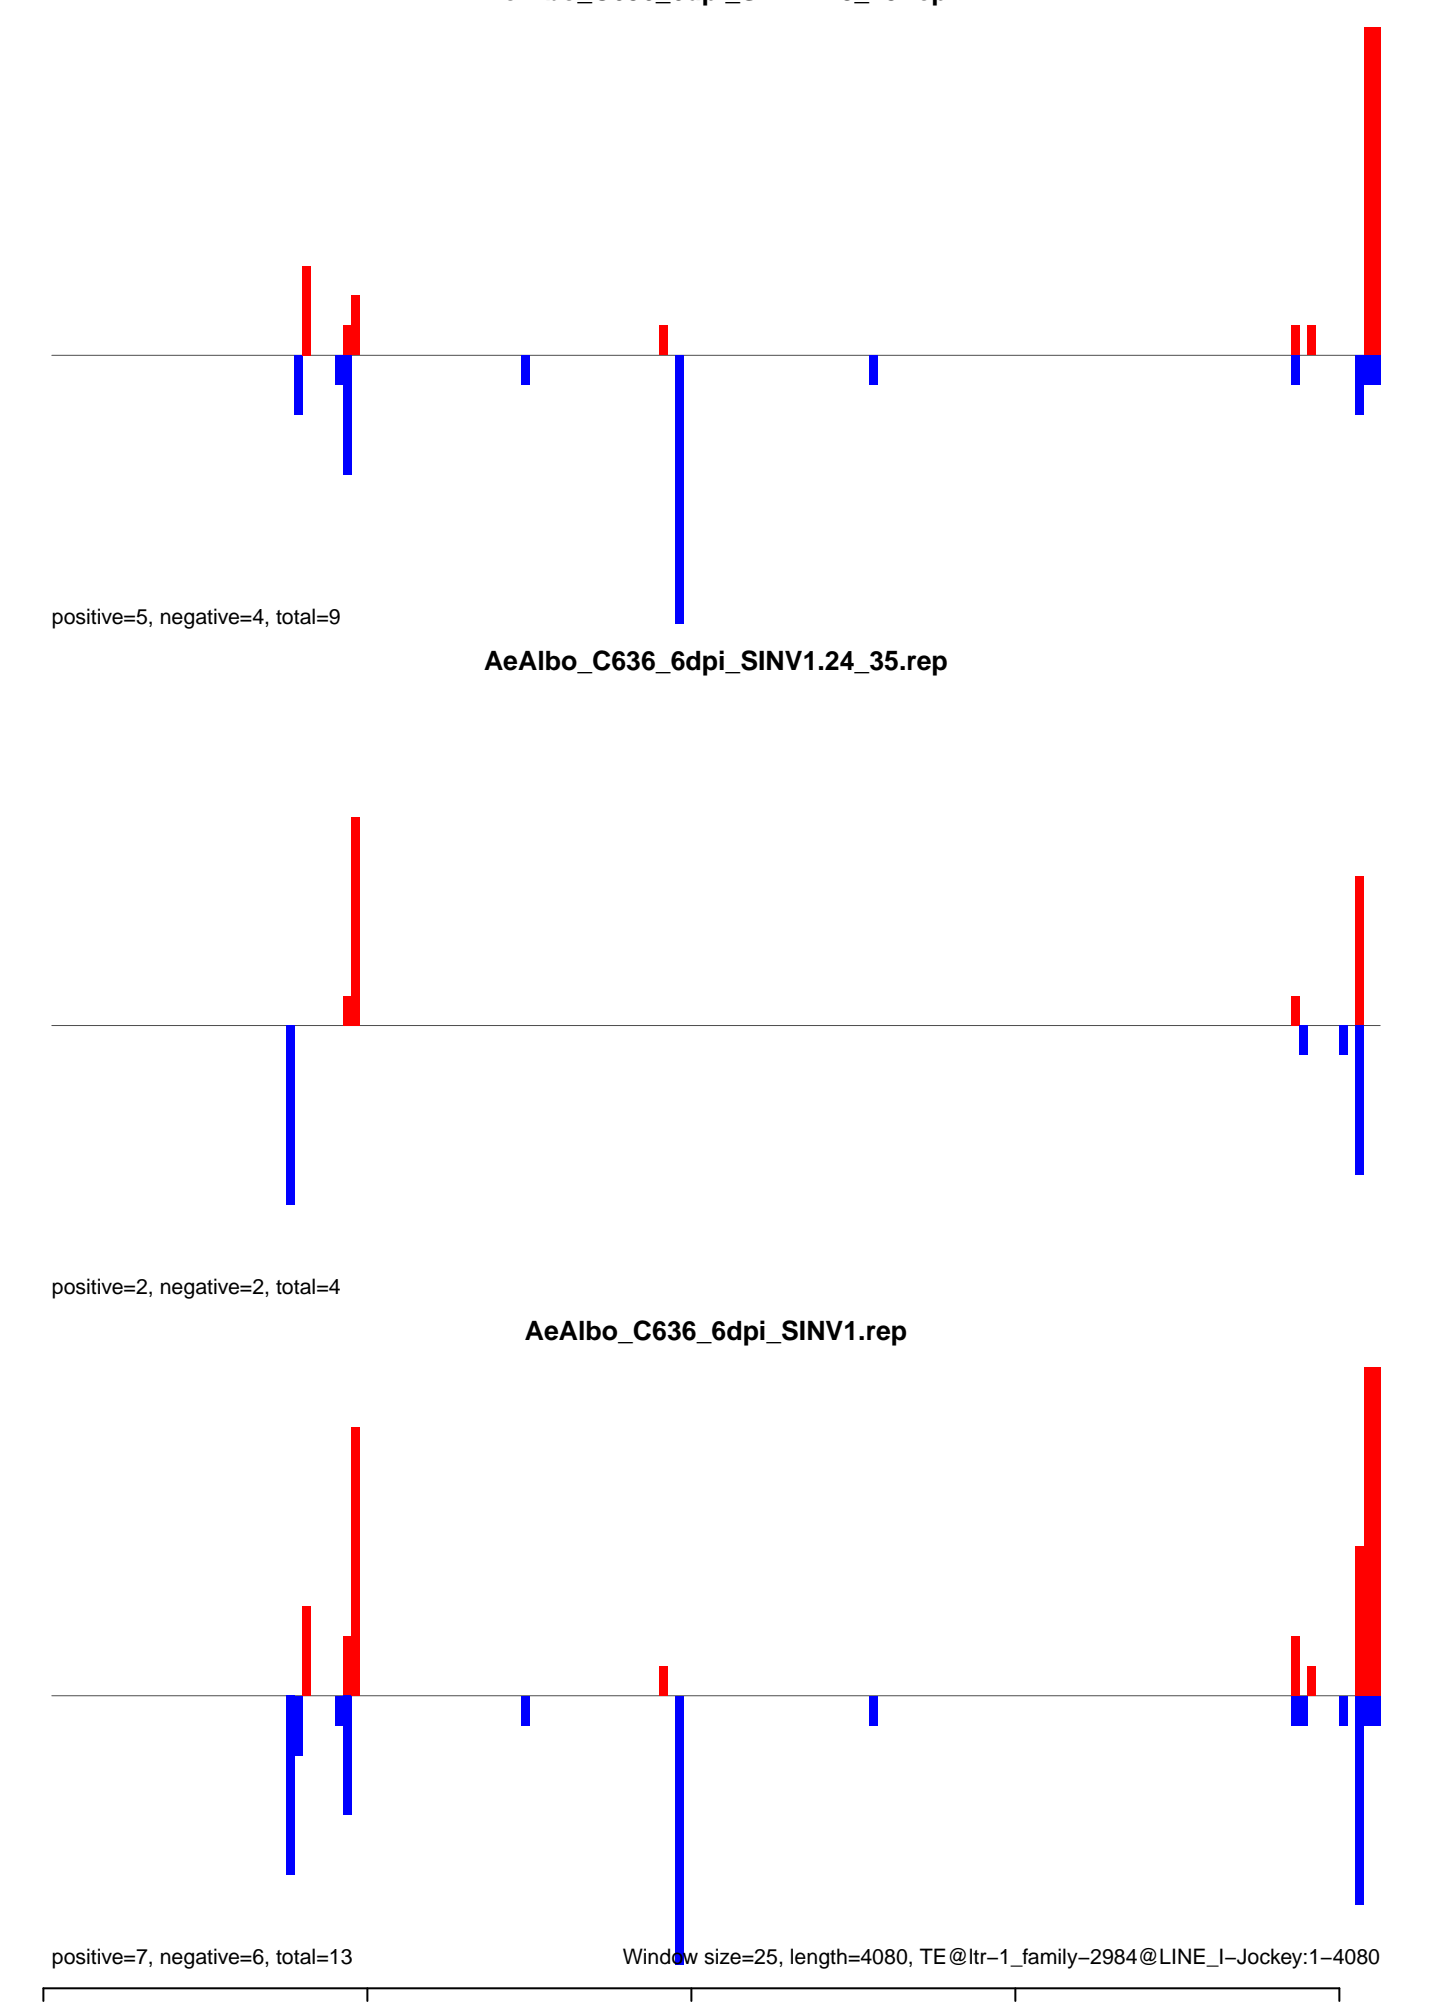 positive=5, negative=4, total=9
AeAlbo_C636_6dpi_SINV1.24_35.rep
positive=2, negative=2, total=4
AeAlbo_C636_6dpi_SINV1.rep
positive=7, negative=6, total=13
Window size=25, length=4080, TE@ltr−1_family−2984@LINE_I−Jockey:1−4080